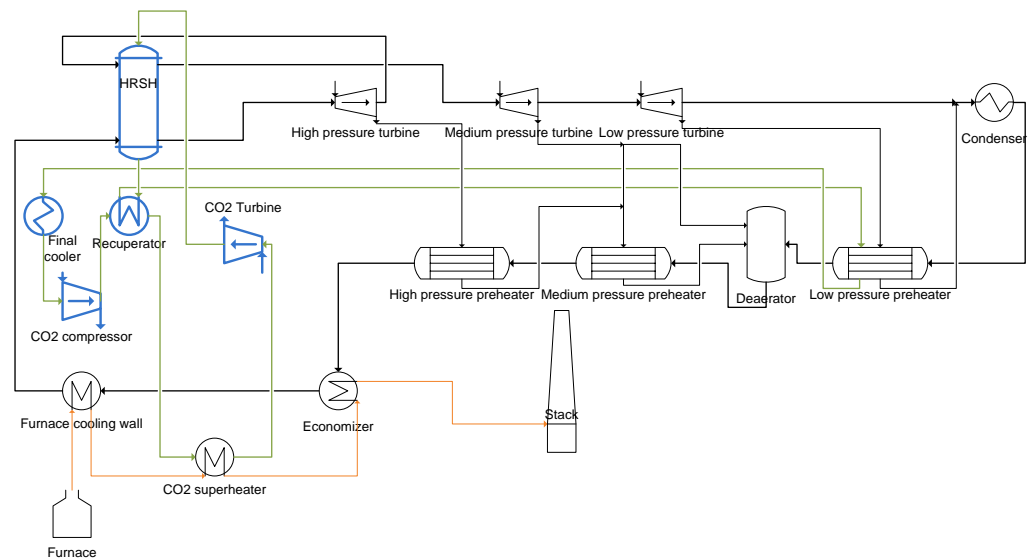 HRSH
High pressure turbine
Medium pressure turbine
Low pressure turbine
Condenser
CO2 Turbine
Final
cooler
Recuperator
CO2 compressor
High pressure preheater
Medium pressure preheater
Deaerator
Low pressure preheater
Stack
Furnace cooling wall
Economizer
CO2 superheater
Furnace